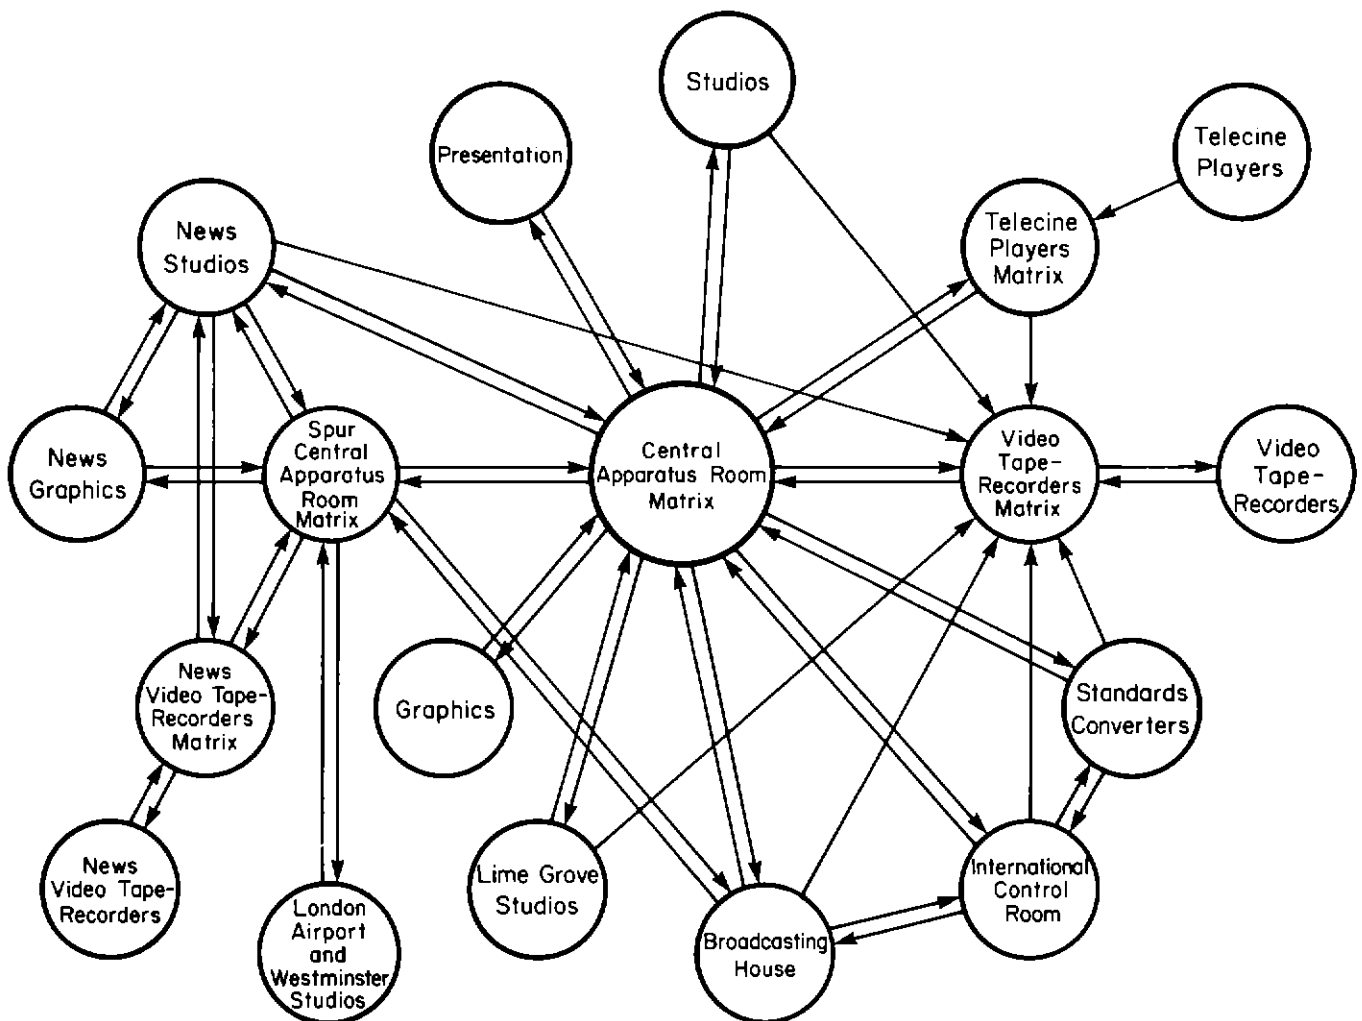 Studios
Presentation
Telecine
Players
News
Studios
Telecine
Players
Matrix
News
Graphics
Spur
Central
Apparatus
Room
Matrix
Central
Apparatus Room
Matrix
Video
Tape-
Recorders
Matrix
Video
Tape-
Recorders
News
Video Tape-
Recorders
Matrix
Graphics
Standards
Converters
News
Video Tape-
Recorders
London
Airport
and
Westminster
Studios
Lime Grove
Studios
Broadcasting
House
International
Control
Room